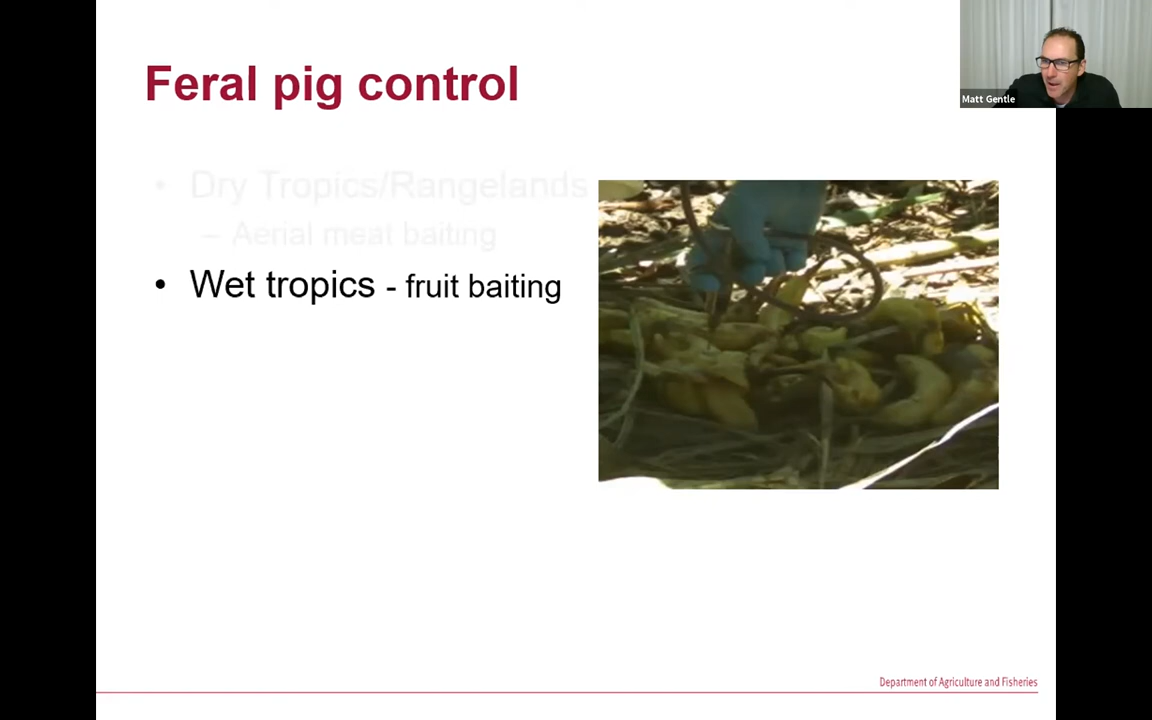 Feral pig control
Matt Gentle
• Dry Tropics/Rangelands
– Aerial meat baiting
• Wet tropics - fruit baiting
Department of Agriculture and Fisheries